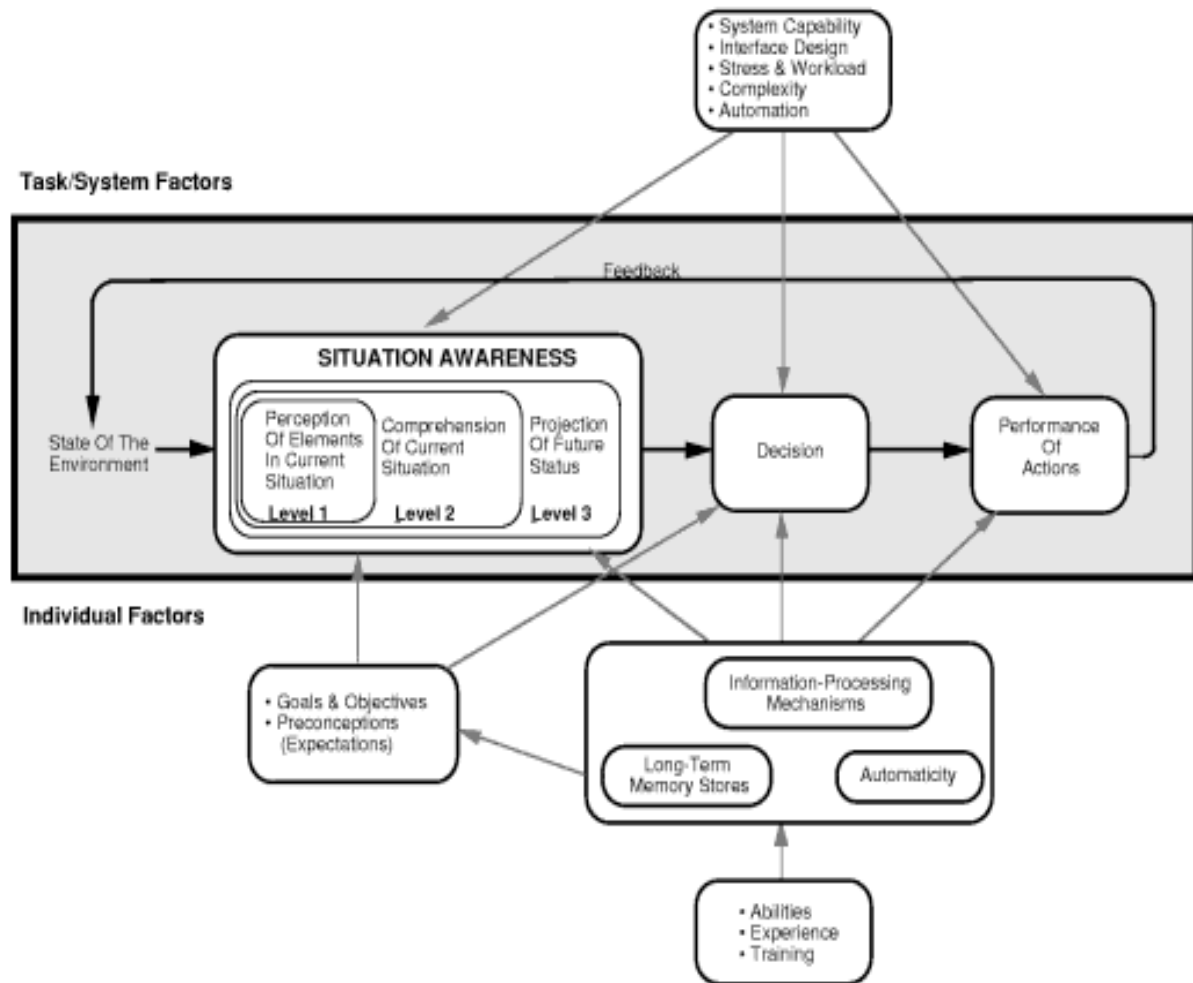 • System Capability
• Interface Design
• Stress & Workload
• Complexity
• Automation
Task/System Factors
Feedback
SITUATION AWARENESS
State Of The
Environment
Perception
Of Elements
In Current
Situation
Level 1
Comprehension
Of Current
Situation
Level 2
Projection
Of Future
Status
Level 3
Decision
Performance
Of
Actions
Individual Factors
• Goals & Objectives
• Preconceptions
(Expectations)
Information-Processing
Mechanisms
Long-Term
Memory Stores
Automaticity
• Abilities
• Experience
• Training